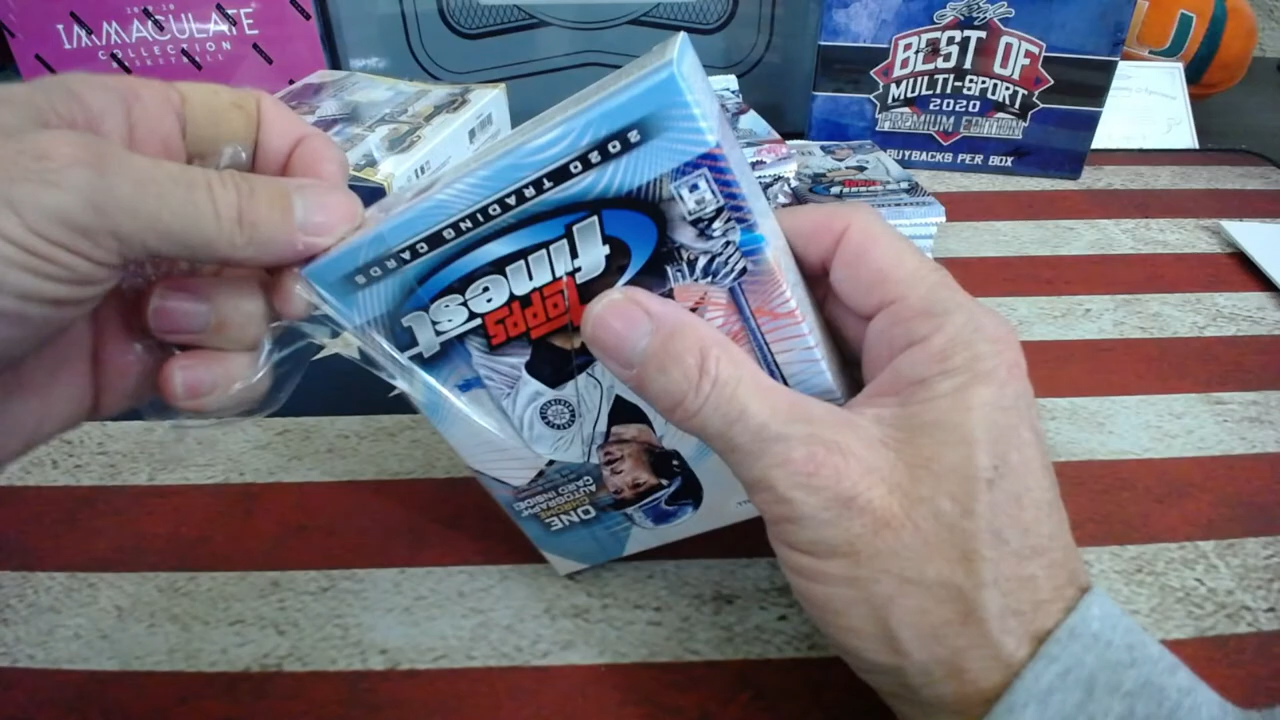 IMMACULATE
COLLECTION
BASKETBALL
BEST OF
MULTI-SPORT
2020
PREMIUM EDITION
BUYBACKS PER BOX
2020 TRADING CARDS
topps
finest
ONE
CHROME
AUTOGRAPH
CARD INSIDE!
U